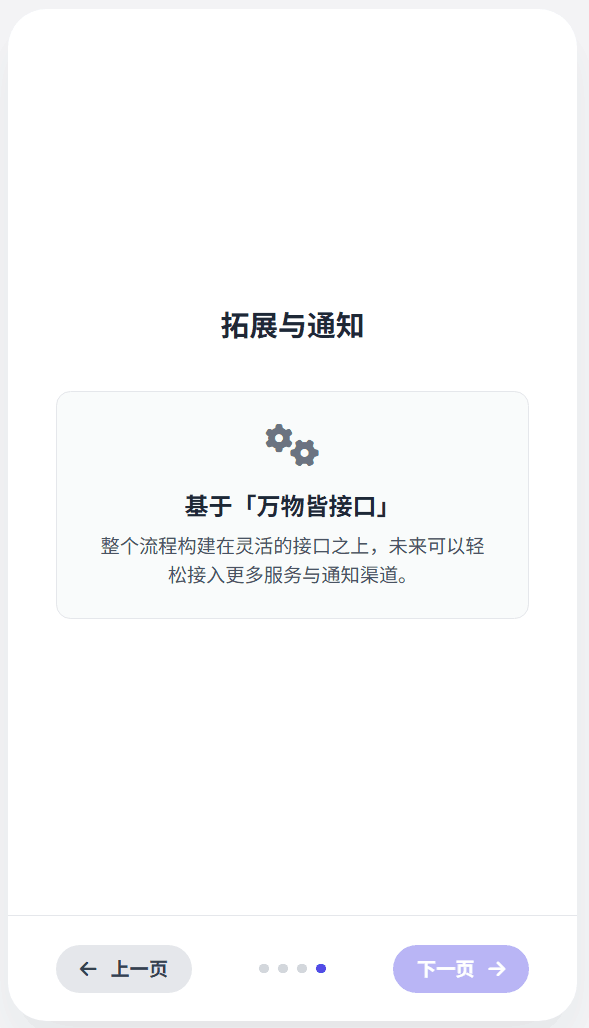 拓展与通知
基于「万物皆接口」
整个流程构建在灵活的接口之上，未来可以轻
松接入更多服务与通知渠道。
上一页
下一页